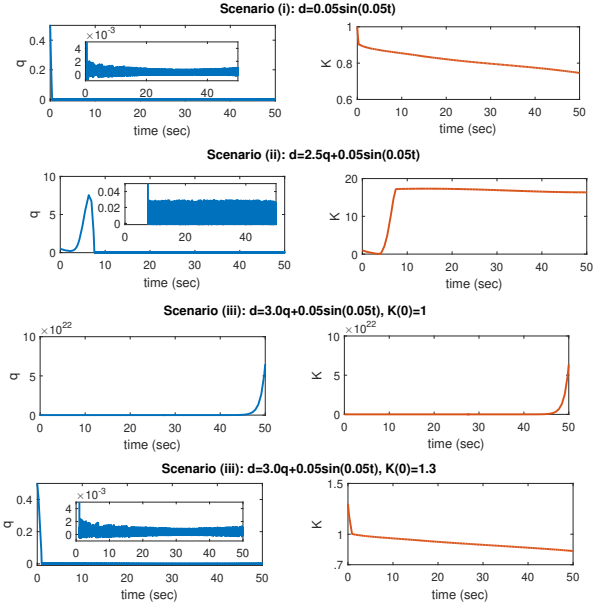 Scenario (i): d=0.05sin(0.05t)
q
0.4
0.2
0
×10⁻³
4
2
0
0 10 20 30 40 50
0 10 20 30 40 50
time (sec)
K
1
0.8
0.6
0 10 20 30 40 50
time (sec)
Scenario (ii): d=2.5q+0.05sin(0.05t)
q
10
5
0
0.04
0.02
0
0 20 40
0 10 20 30 40 50
time (sec)
K
20
10
0
0 10 20 30 40 50
time (sec)
Scenario (iii): d=3.0q+0.05sin(0.05t), K(0)=1
q
10 ×10²²
5
0
0 10 20 30 40 50
time (sec)
K
10 ×10²²
5
0
0 10 20 30 40 50
time (sec)
Scenario (iii): d=3.0q+0.05sin(0.05t), K(0)=1.3
q
0.4
0.2
0
×10⁻³
4
2
0
0 10 20 30 40 50
0 10 20 30 40 50
time (sec)
K
1.5
1
.7
0 10 20 30 40 50
time (sec)